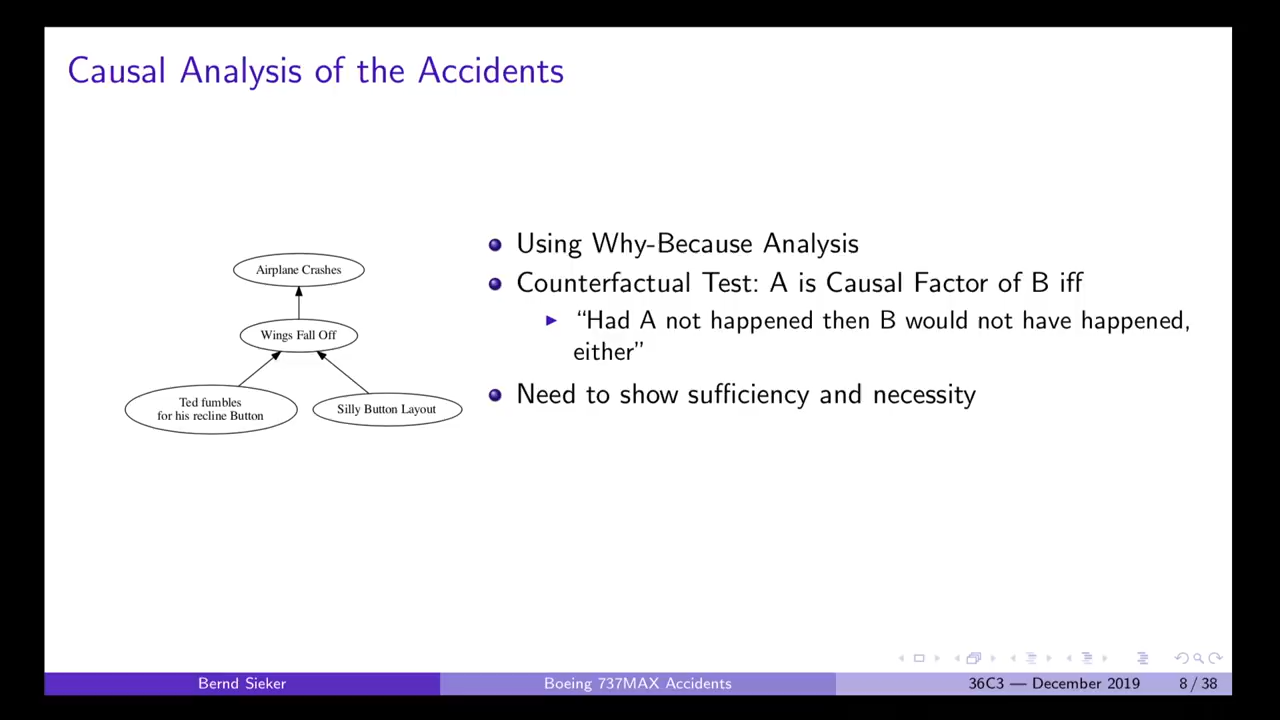 Causal Analysis of the Accidents
Airplane Crashes
Wings Fall Off
Ted fumbles
for his recline Button
Silly Button Layout
Using Why-Because Analysis
Counterfactual Test: A is Causal Factor of B iff
“Had A not happened then B would not have happened,
either”
Need to show sufficiency and necessity
Bernd Sieker
Boeing 737MAX Accidents
36C3 — December 2019
8 / 38